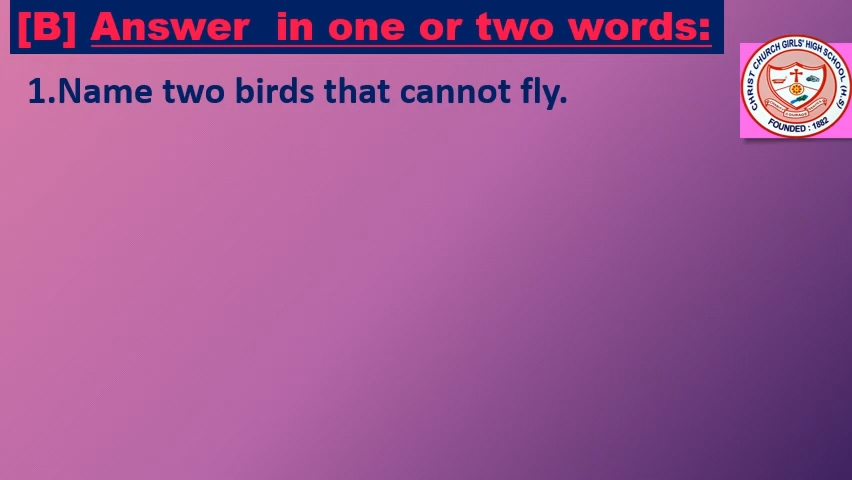 [B] Answer  in one or two words:
1.Name two birds that cannot fly.
CHRIST CHURCH GIRLS' HIGH SCHOOL (H.S)
FOUNDED : 1882